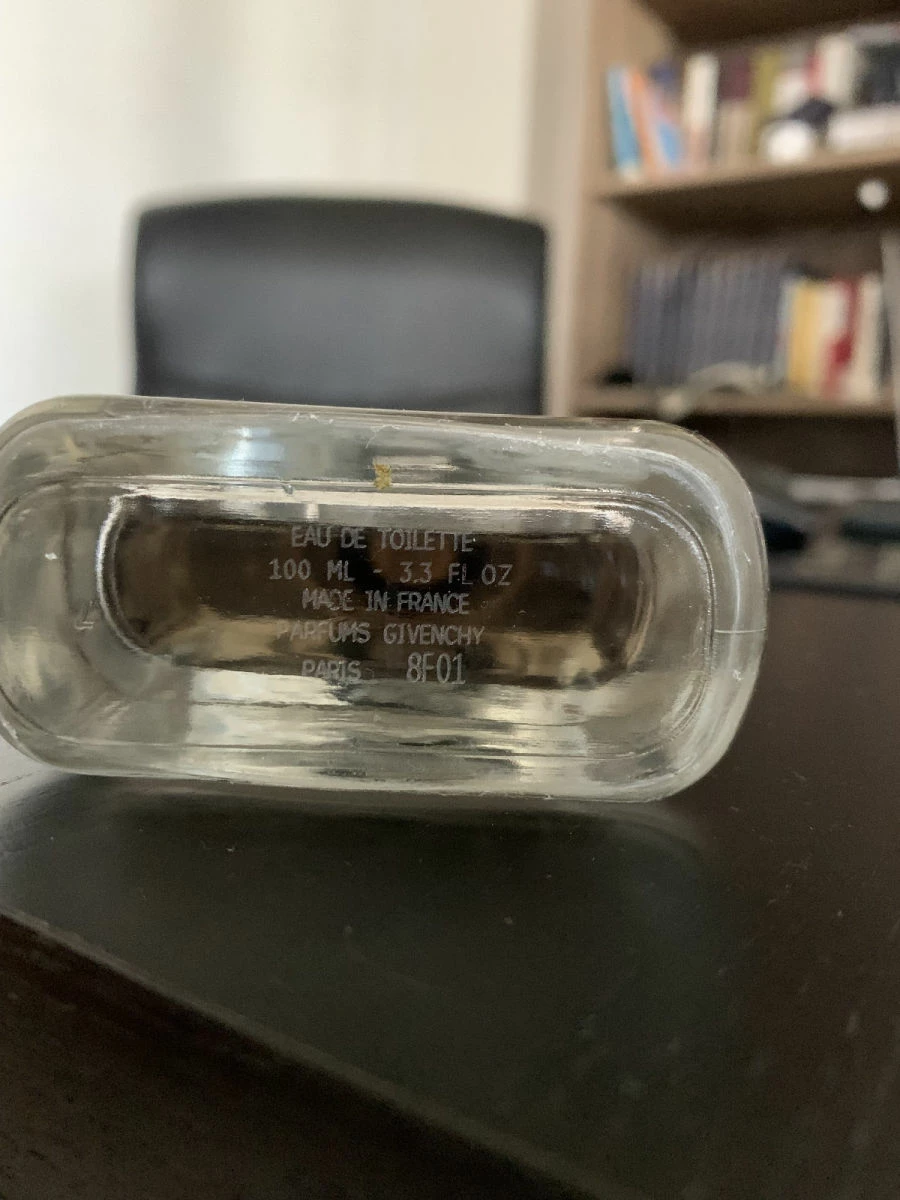 EAU DE TOILETTE
100 ML - 3.3 FL OZ
MADE IN FRANCE
PARFUMS GIVENCHY
PARIS 8F01